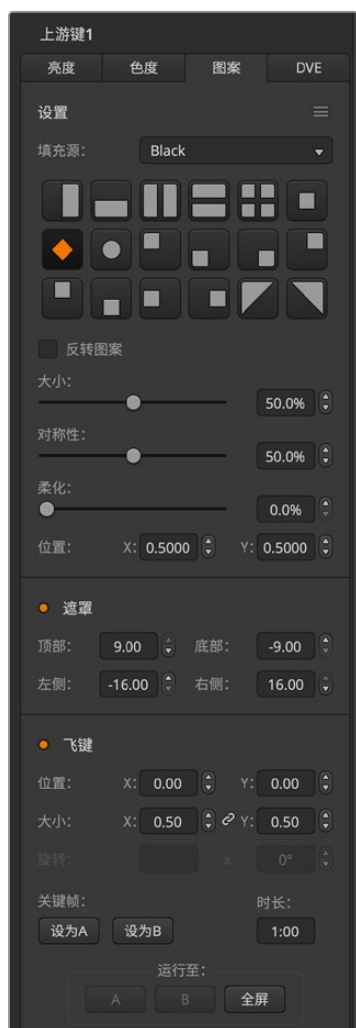 上游键1
亮度 色度 图案 DVE
设置
填充源: Black
反转图案
大小:
50.0%
对称性:
50.0%
柔化:
0.0%
位置: X: 0.5000 Y: 0.5000
遮罩
顶部: 9.00 底部: -9.00
左侧: -16.00 右侧: 16.00
飞键
位置: X: 0.00 Y: 0.00
大小: X: 0.50 Y: 0.50
旋转: x 0°
关键帧: 时长:
设为A 设为B 1:00
运行至:
A B 全屏